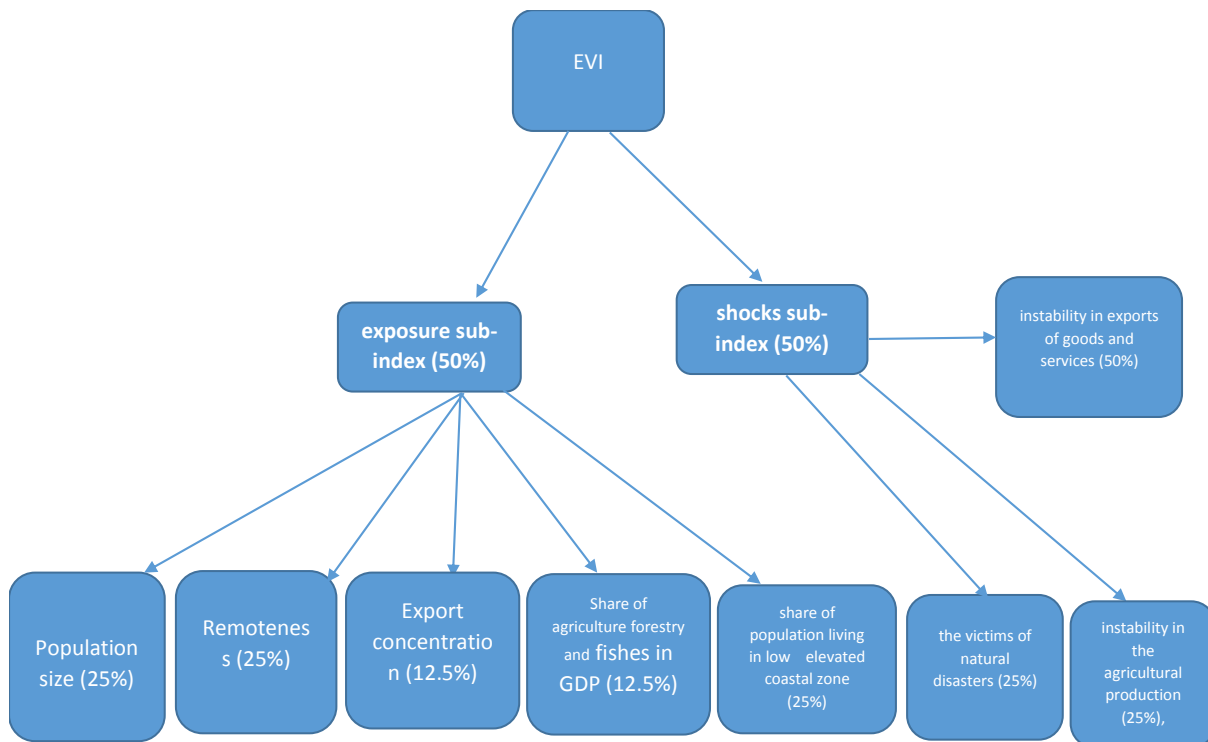 EVI
exposure sub-
index (50%)
shocks sub-
index (50%)
instability in exports
of goods and
services (50%)
Population
size (25%)
Remotenes
s (25%)
Export
concentratio
n (12.5%)
Share of
agriculture forestry
and fishes in
GDP (12.5%)
share of
population living
in low elevated
coastal zone
(25%)
the victims of
natural
disasters (25%)
instability in
the
agricultural
production
(25%),